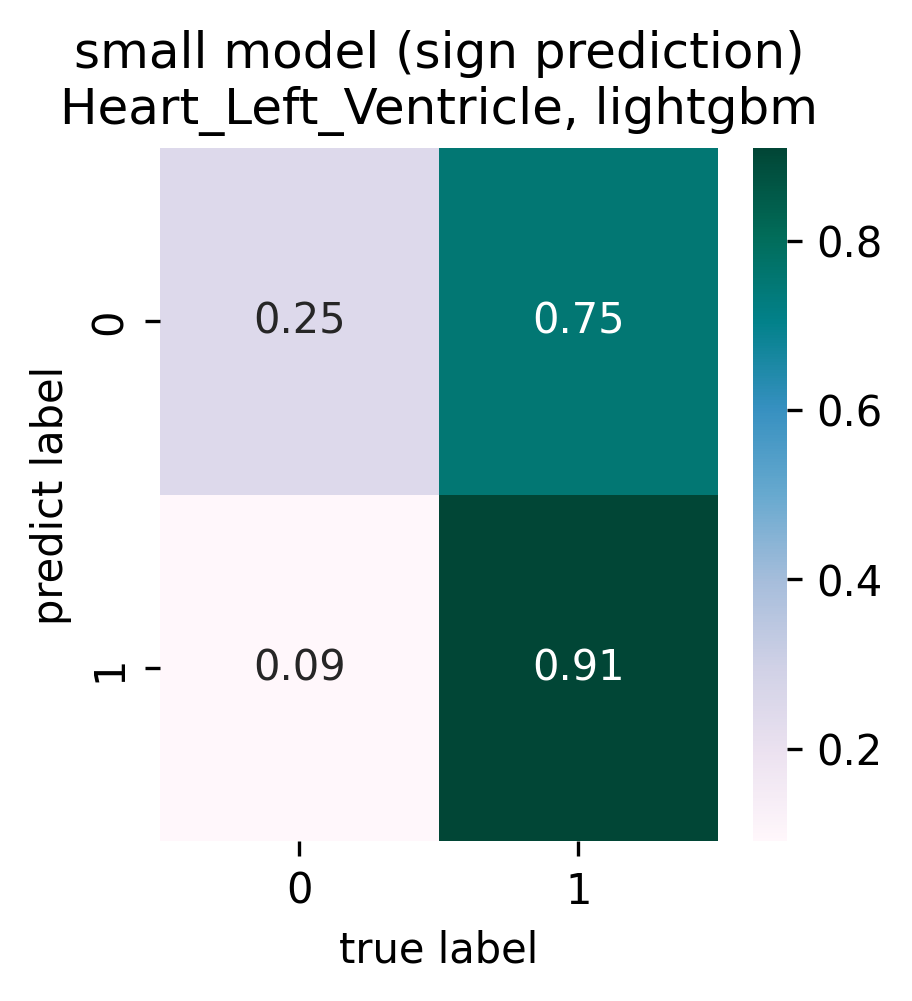 small model (sign prediction)
Heart_Left_Ventricle, lightgbm
0.25 0.75
0.09 0.91
0
1
predict label
0 1
true label
0.8
0.6
0.4
0.2